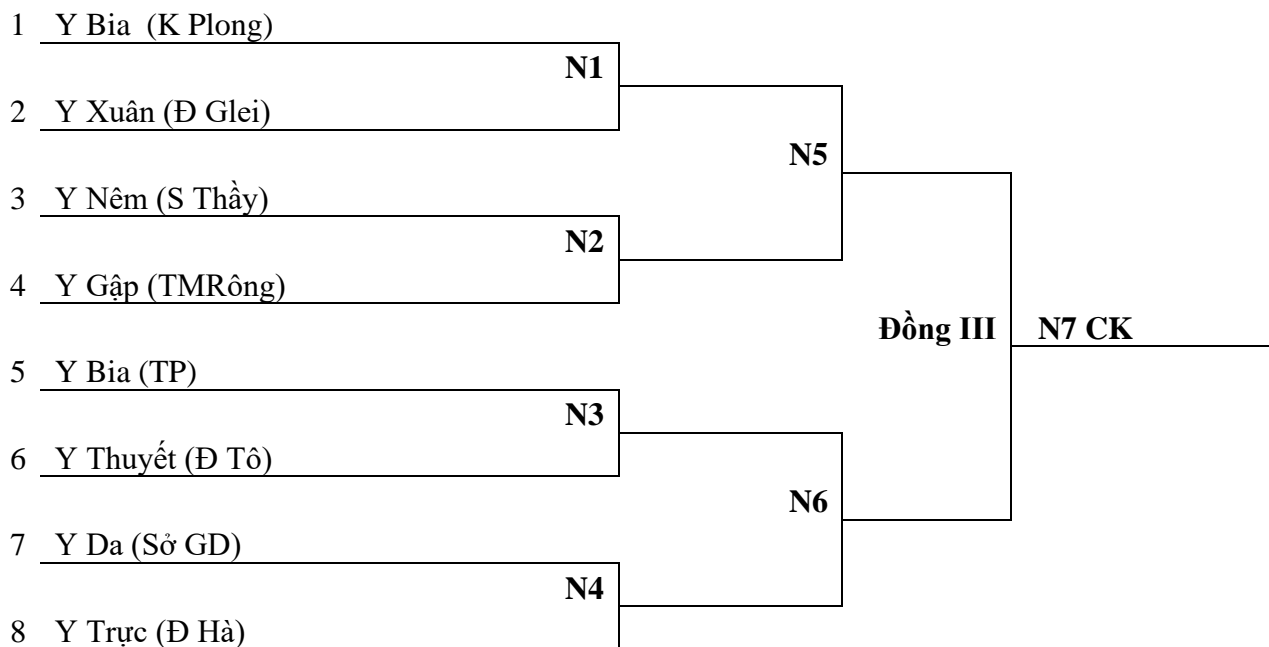 1 Y Bia (K Plong)
N1
2 Y Xuân (Đ Glei)
N5
3 Y Nêm (S Thầy)
N2
4 Y Gập (TMRông)
Đồng III N7 CK
5 Y Bia (TP)
N3
6 Y Thuyết (Đ Tô)
N6
7 Y Da (Sở GD)
N4
8 Y Trực (Đ Hà)